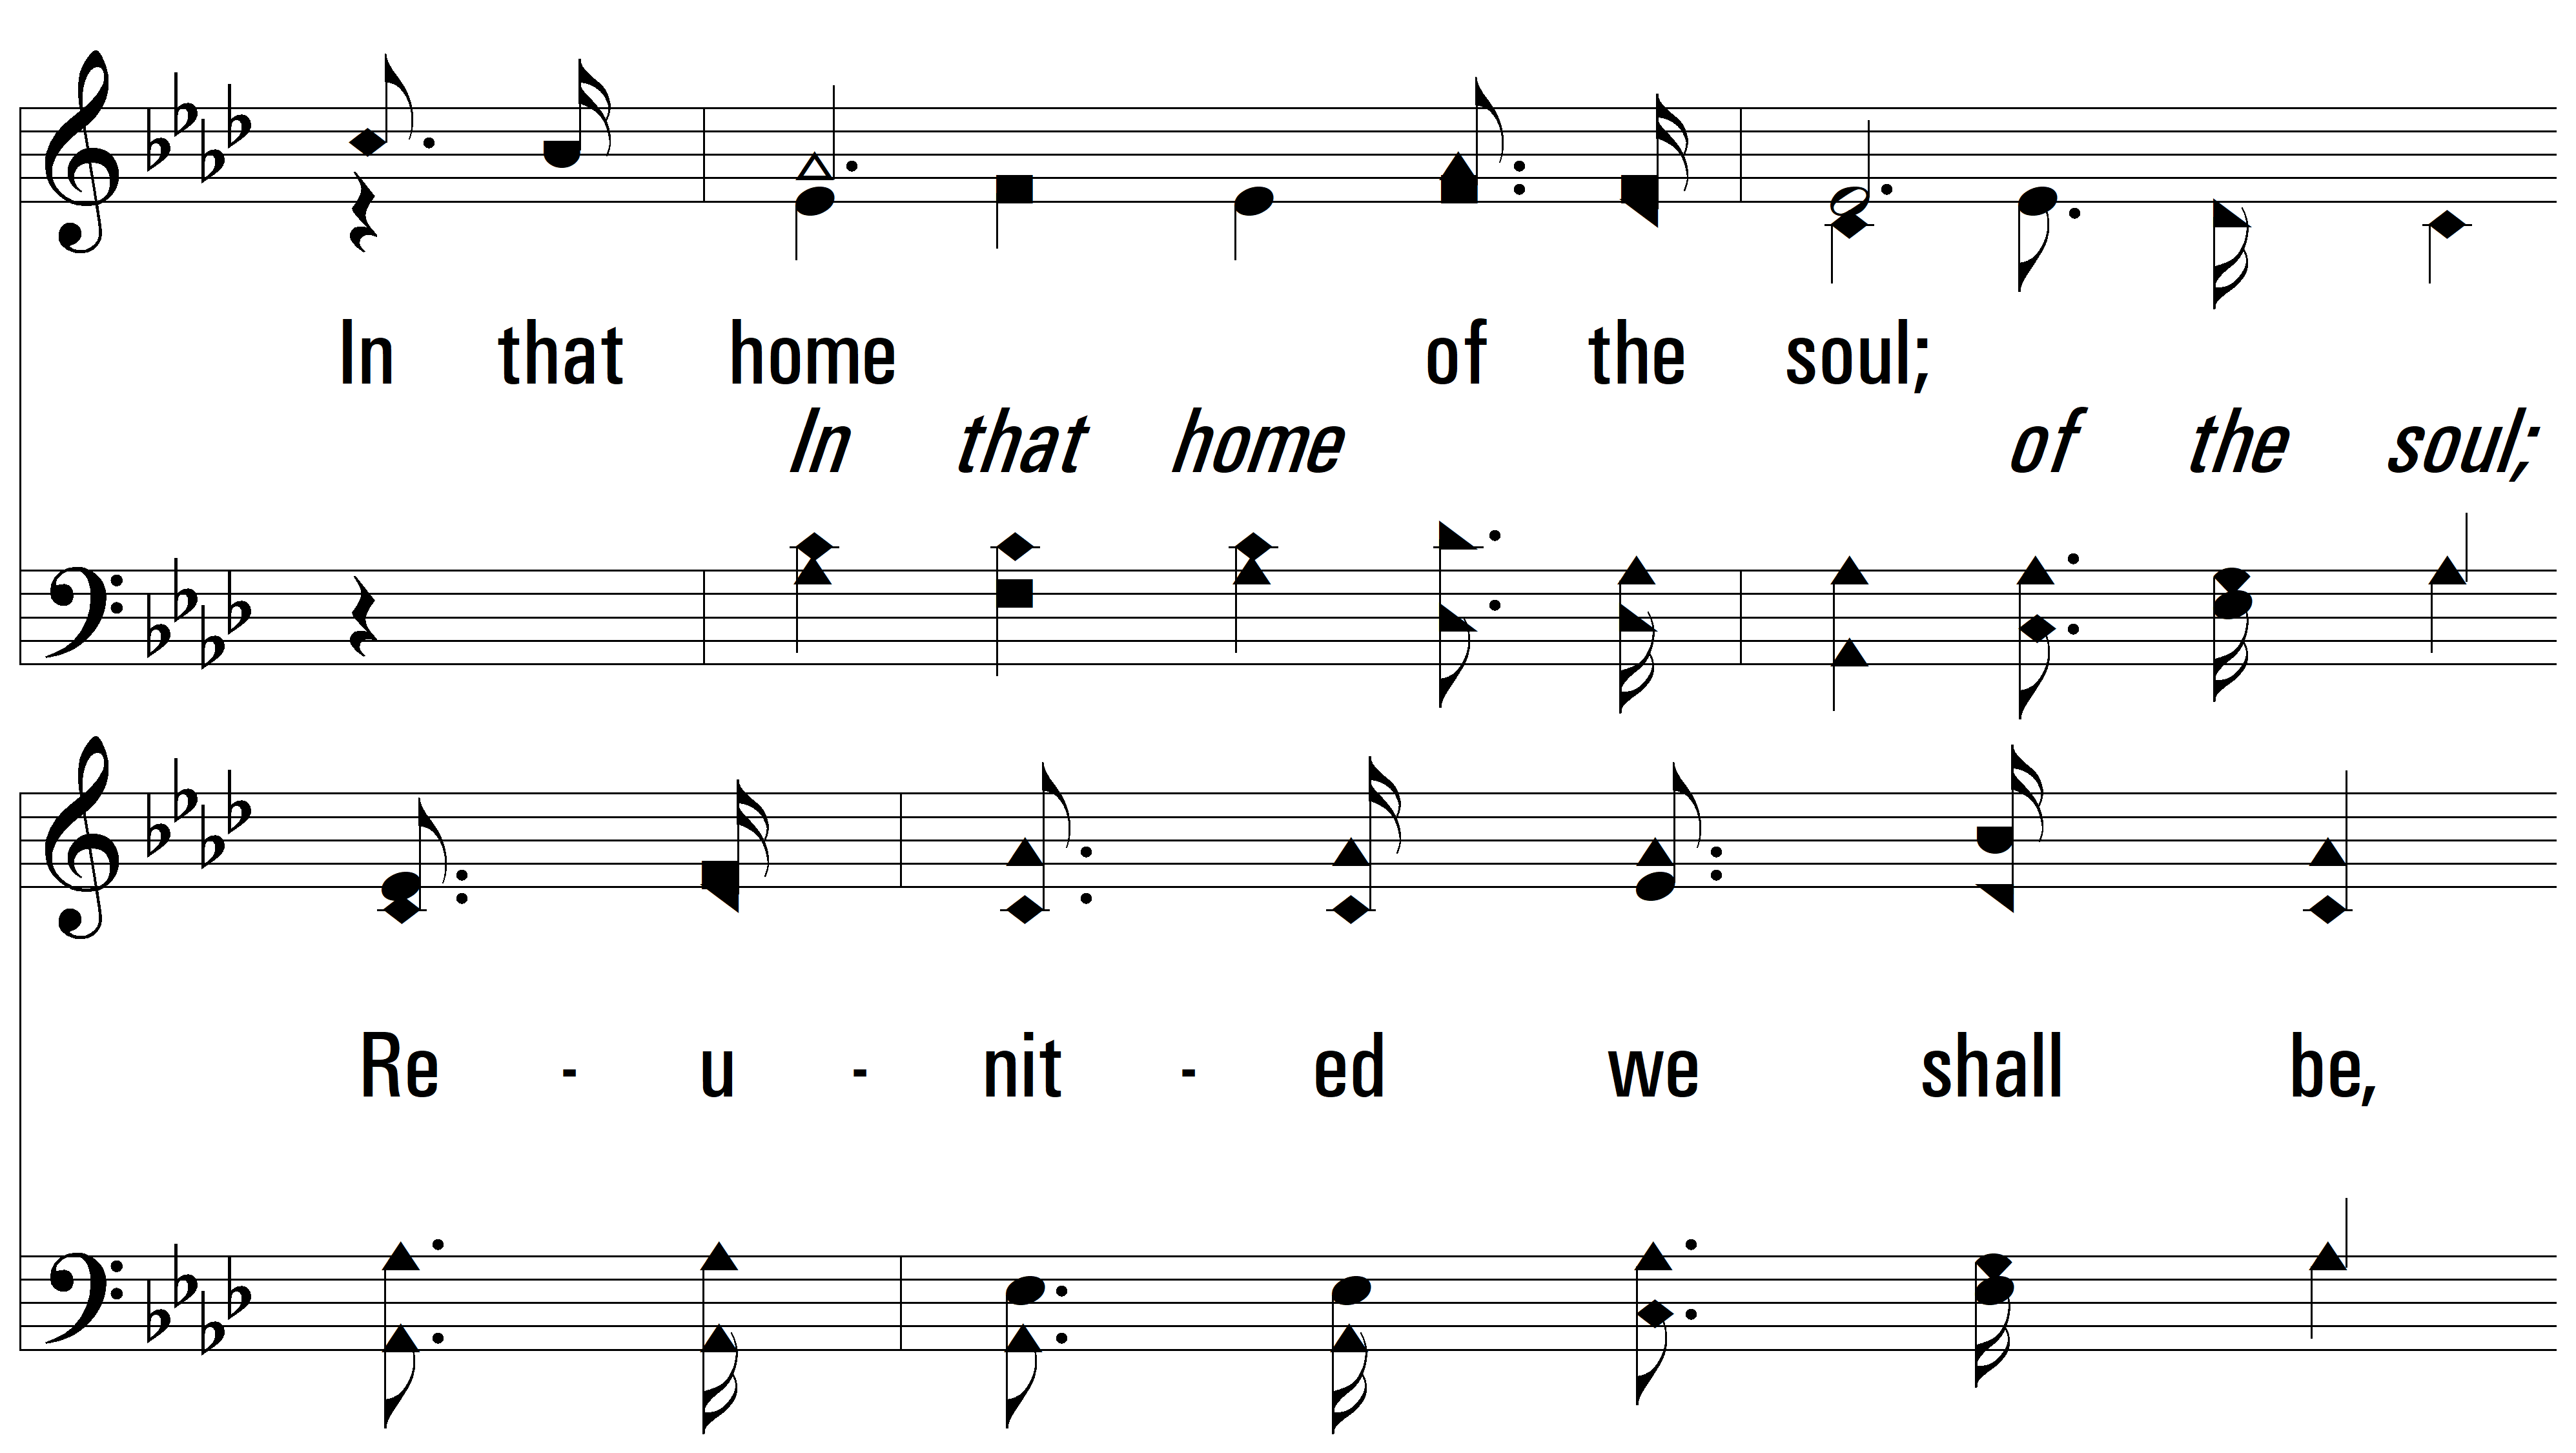 In that home of the soul;
In that home of the soul;
Re - u - nit - ed we shall be,